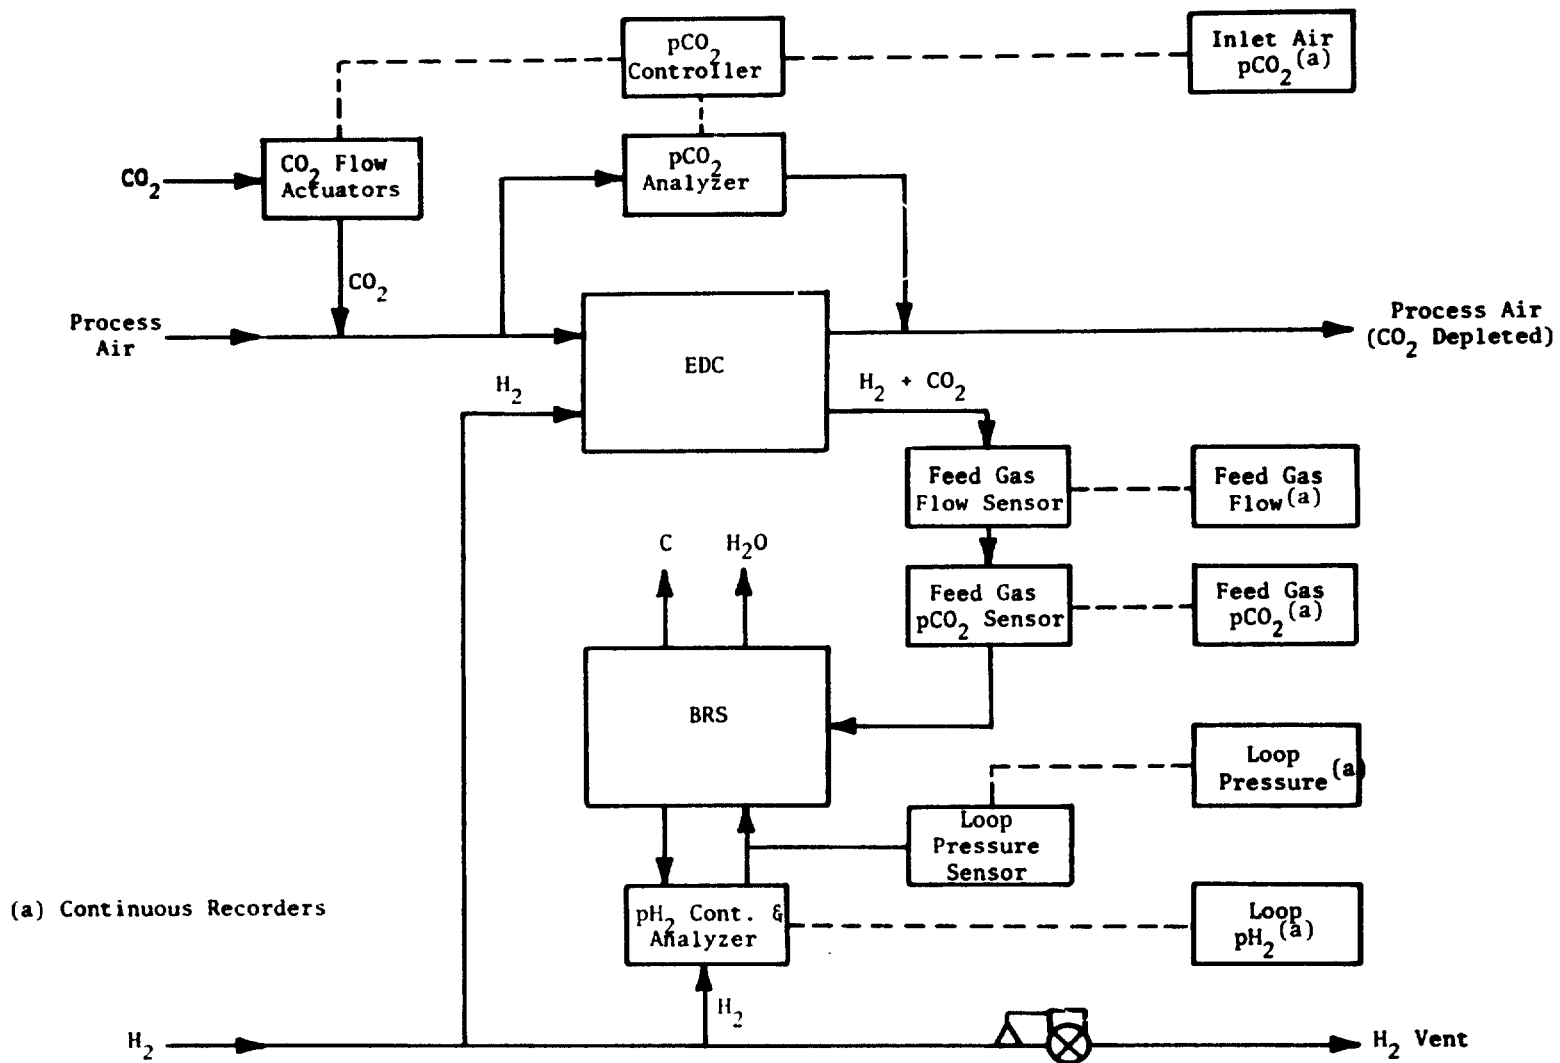 pCO2
Controller
Inlet Air
pCO2(a)
CO2
CO2 Flow
Actuators
pCO2
Analyzer
CO2
Process
Air
EDC
Process Air
(CO2 Depleted)
H2
H2 + CO2
Feed Gas
Flow Sensor
Feed Gas
Flow(a)
C
H2O
Feed Gas
pCO2 Sensor
Feed Gas
pCO2(a)
BRS
Loop
Pressure(a)
Loop
Pressure
Sensor
(a) Continuous Recorders
pH2 Cont. &
Analyzer
Loop
pH2(a)
H2
H2
H2 Vent